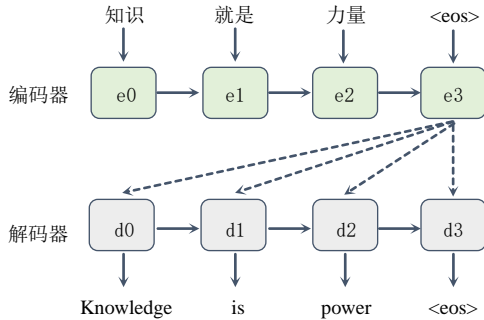 知识 就是 力量 <eos>
编码器 e0 e1 e2 e3
解码器 d0 d1 d2 d3
Knowledge is power <eos>